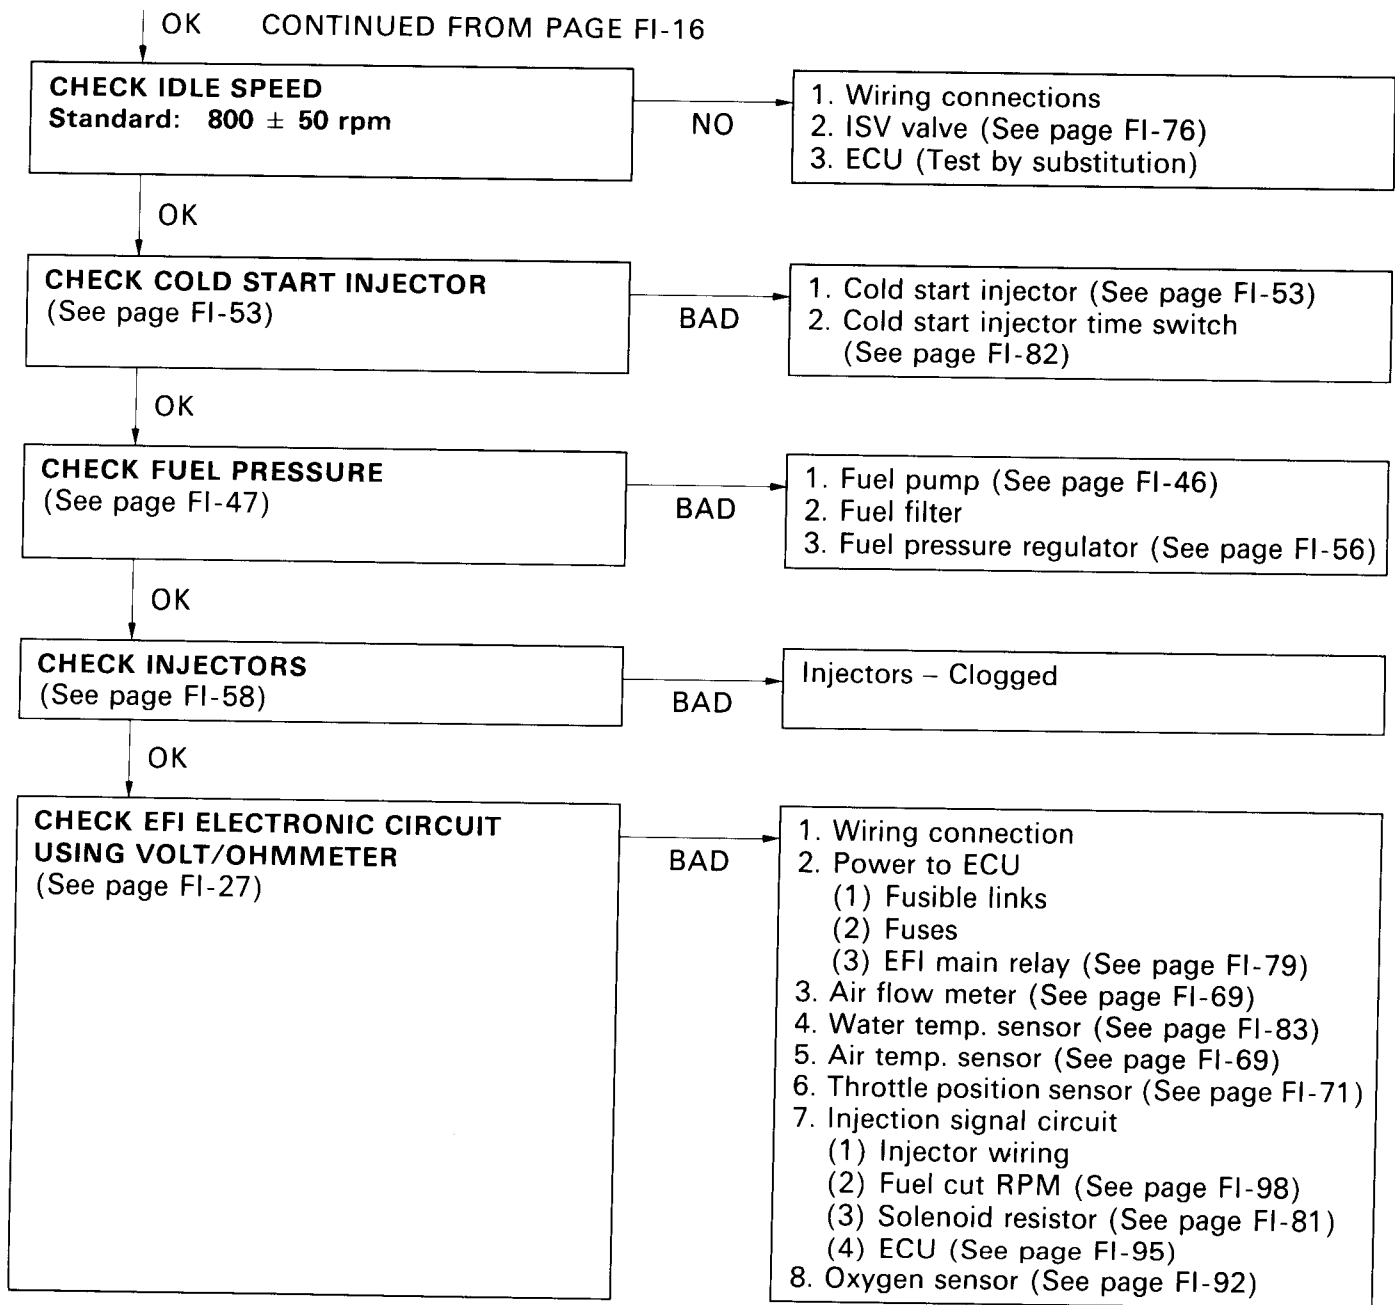 OK CONTINUED FROM PAGE FI-16
CHECK IDLE SPEED
Standard: 800 ± 50 rpm
NO
1. Wiring connections
2. ISV valve (See page FI-76)
3. ECU (Test by substitution)
OK
CHECK COLD START INJECTOR
(See page FI-53)
BAD
1. Cold start injector (See page FI-53)
2. Cold start injector time switch
(See page FI-82)
OK
CHECK FUEL PRESSURE
(See page FI-47)
BAD
1. Fuel pump (See page FI-46)
2. Fuel filter
3. Fuel pressure regulator (See page FI-56)
OK
CHECK INJECTORS
(See page FI-58)
BAD
Injectors – Clogged
OK
CHECK EFI ELECTRONIC CIRCUIT
USING VOLT/OHMMETER
(See page FI-27)
BAD
1. Wiring connection
2. Power to ECU
(1) Fusible links
(2) Fuses
(3) EFI main relay (See page FI-79)
3. Air flow meter (See page FI-69)
4. Water temp. sensor (See page FI-83)
5. Air temp. sensor (See page FI-69)
6. Throttle position sensor (See page FI-71)
7. Injection signal circuit
(1) Injector wiring
(2) Fuel cut RPM (See page FI-98)
(3) Solenoid resistor (See page FI-81)
(4) ECU (See page FI-95)
8. Oxygen sensor (See page FI-92)